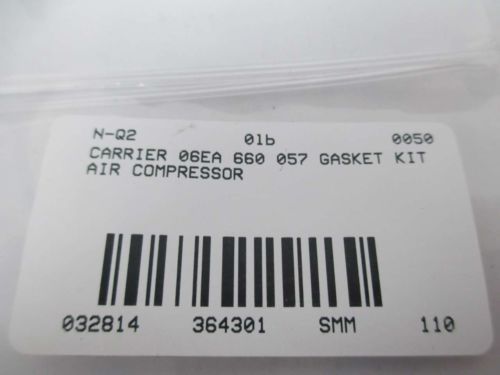 N-Q2 01b 0050
CARRIER 06EA 660 057 GASKET KIT
AIR COMPRESSOR
032814 364301 SMM 110